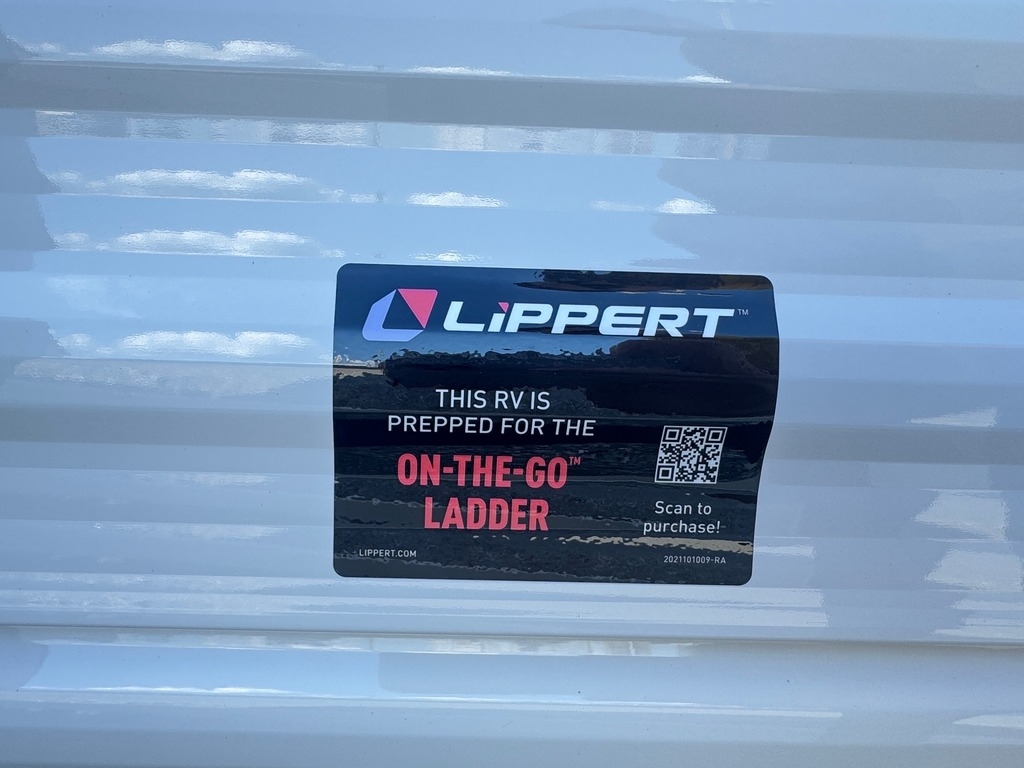 LiPPERT™
THIS RV IS
PREPPED FOR THE
ON-THE-GO™
LADDER
Scan to
purchase!
LIPPERT.COM
2021101009-RA